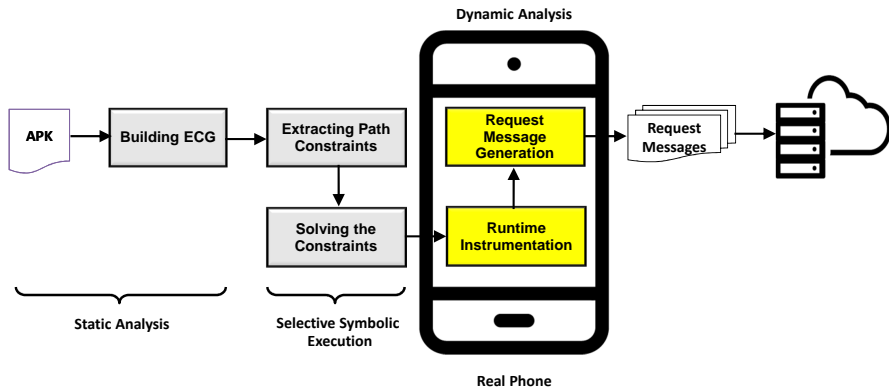 Dynamic Analysis
APK
Building ECG
Extracting Path
Constraints
Request
Message
Generation
Request
Messages
Solving the
Constraints
Runtime
Instrumentation
Static Analysis
Selective Symbolic
Execution
Real Phone